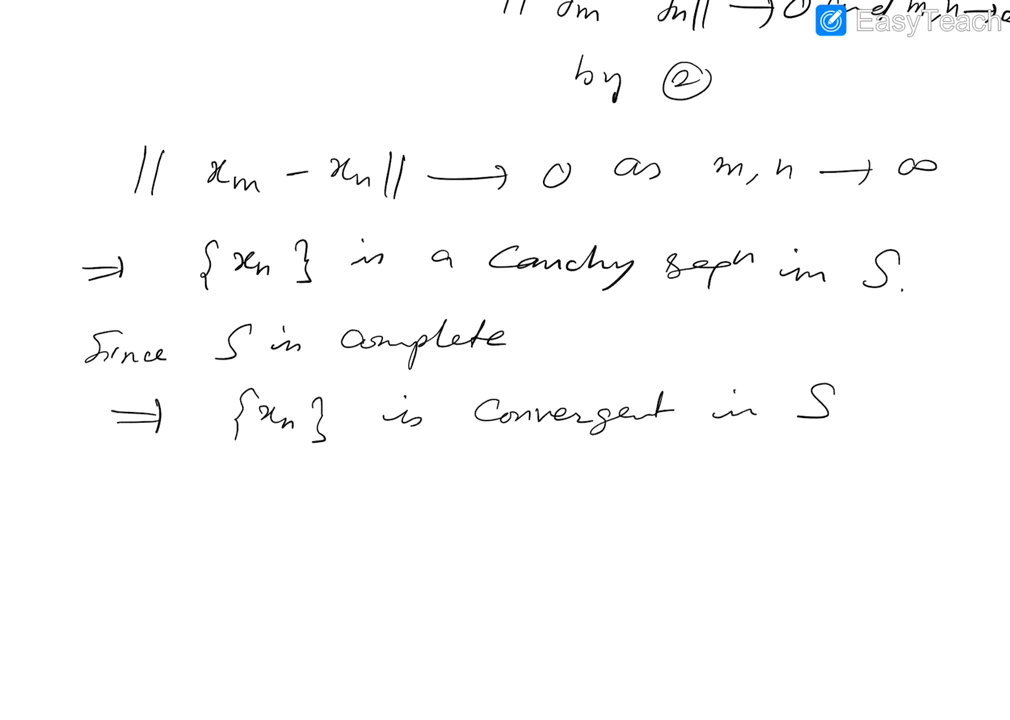 → 0 m, n →
EasyTeach
by ②
|| xₘ - xₙ || → 0 as m, n → ∞
⇒ {xₙ} is a Cauchy seqⁿ in S.
Since S is complete
⇒ {xₙ} is convergent in S